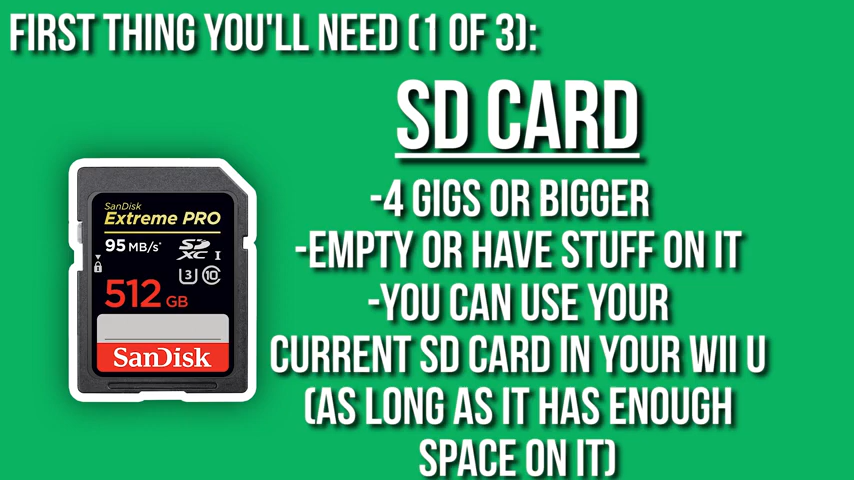 FIRST THING YOU'LL NEED (1 OF 3):
SD CARD
-4 GIGS OR BIGGER
-EMPTY OR HAVE STUFF ON IT
-YOU CAN USE YOUR
CURRENT SD CARD IN YOUR WII U
(AS LONG AS IT HAS ENOUGH
SPACE ON IT)
SanDisk
Extreme PRO
95 MB/s* SD XC I
U3 C10
512 GB
SanDisk